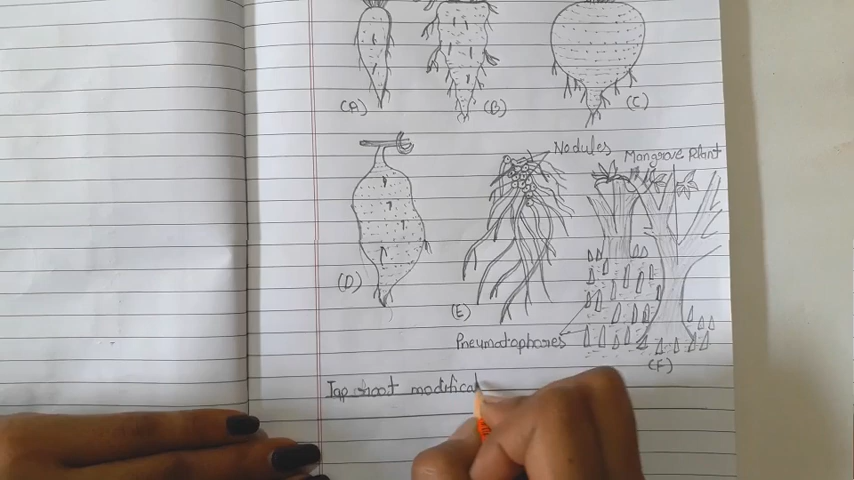 (A)
(B)
(C)
Nodules
Mangrove Plant
(D)
(E)
Pneumatophores
(F)
Tap root modificat